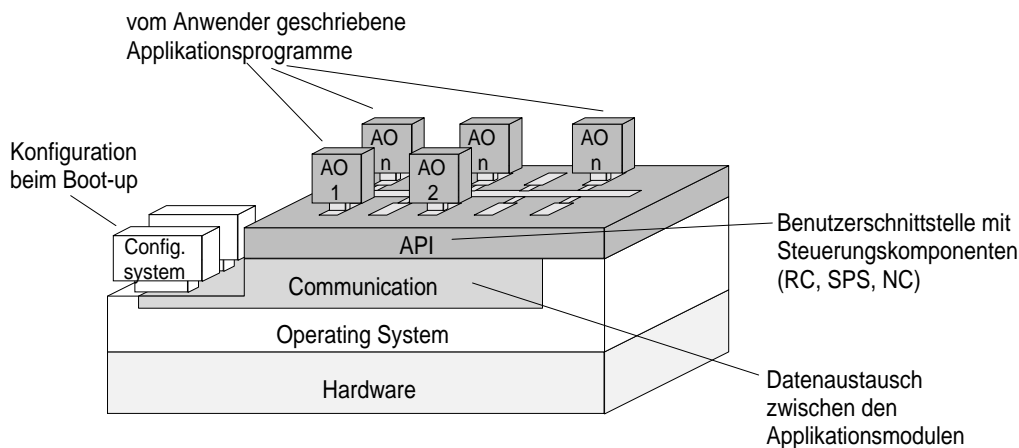 vom Anwender geschriebene
Applikationsprogramme
AO
n
AO
n
AO
n
AO
1
AO
2
Konfiguration
beim Boot-up
Config.
system
API
Benutzerschnittstelle mit
Steuerungskomponenten
(RC, SPS, NC)
Communication
Operating System
Hardware
Datenaustausch
zwischen den
Applikationsmodulen